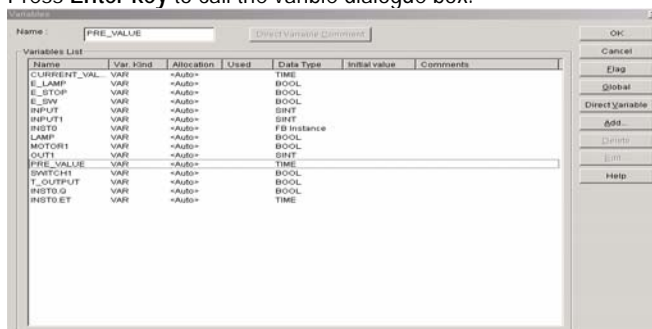 Press Enter key to call the varible dialogue box.
Variables
Name : PRE_VALUE Direct Variable Comment OK
Variables List Cancel
Name Var. Kind Allocation Used Data Type Initial value Comments
CURRENT_VAL... VAR <Auto> TIME
E_LAMP VAR <Auto> BOOL
E_STOP VAR <Auto> BOOL
E_SW VAR <Auto> BOOL
INPUT VAR <Auto> SINT
INPUT1 VAR <Auto> SINT
INST0 VAR <Auto> FB Instance
LAMP VAR <Auto> BOOL
MOTOR1 VAR <Auto> BOOL
OUT1 VAR <Auto> SINT
PRE_VALUE VAR <Auto> TIME
SWITCH1 VAR <Auto> BOOL
T_OUTPUT VAR <Auto> BOOL
INST0.Q VAR <Auto> BOOL
INST0.ET VAR <Auto> TIME
Flag
Global
Direct Variable
Add...
Delete
Edit...
Help